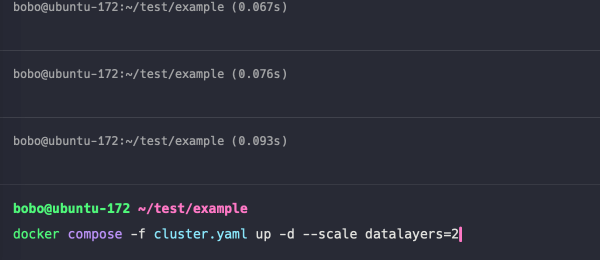 bobo@ubuntu-172:~/test/example (0.067s)
bobo@ubuntu-172:~/test/example (0.076s)
bobo@ubuntu-172:~/test/example (0.093s)
bobo@ubuntu-172 ~/test/example
docker compose -f cluster.yaml up -d --scale datalayers=2